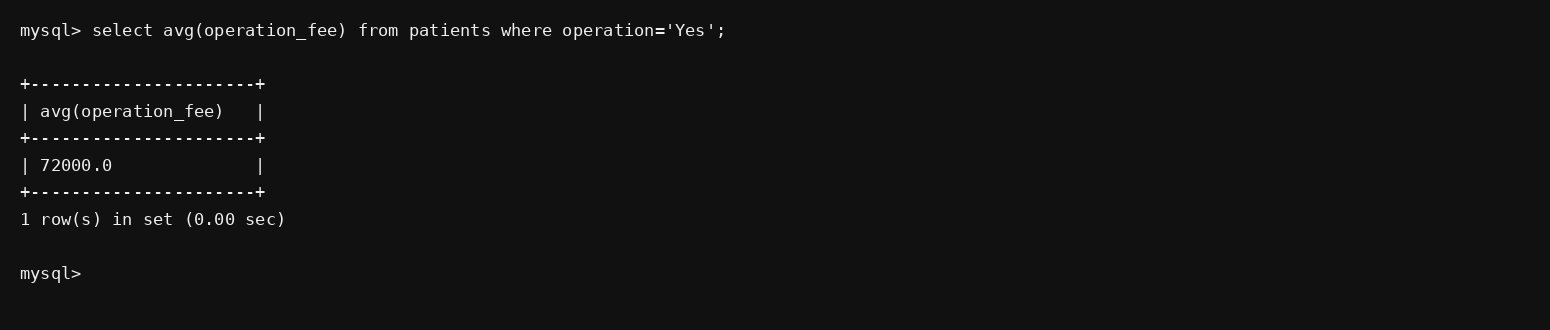 mysql> select avg(operation_fee) from patients where operation='Yes';
+----------------------+
| avg(operation_fee)   |
+----------------------+
| 72000.0              |
+----------------------+
1 row(s) in set (0.00 sec)
mysql>